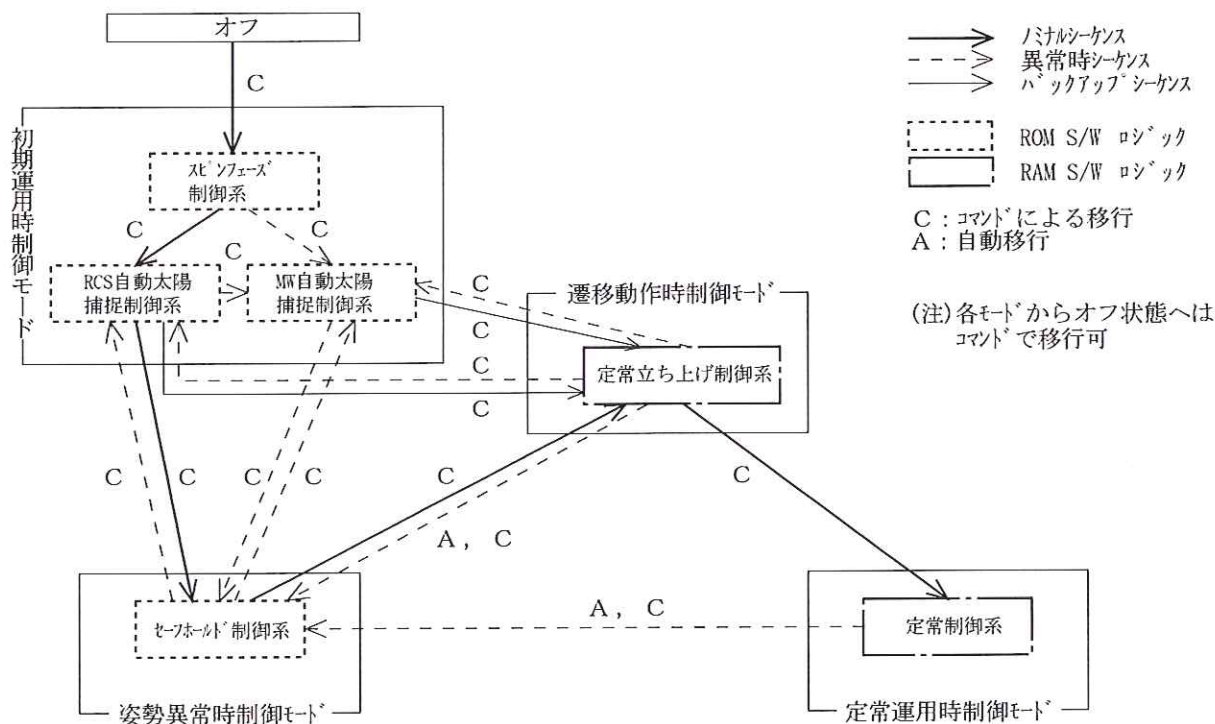 オフ
C
ノミナルシーケンス
異常時シーケンス
バックアップシーケンス
ROM S/W ロジック
RAM S/W ロジック
C：コマンドによる移行
A：自動移行
(注)各モードからオフ状態へは
コマンドで移行可
初期運用時制御モード
スピンフェーズ
制御系
C
C
C
RCS自動太陽
捕捉制御系
MW自動太陽
捕捉制御系
C
C
C
C
遷移動作時制御モード
定常立ち上げ制御系
C
C
C
C
C
C
A，C
A，C
セーフホールド制御系
定常制御系
姿勢異常時制御モード
定常運用時制御モード